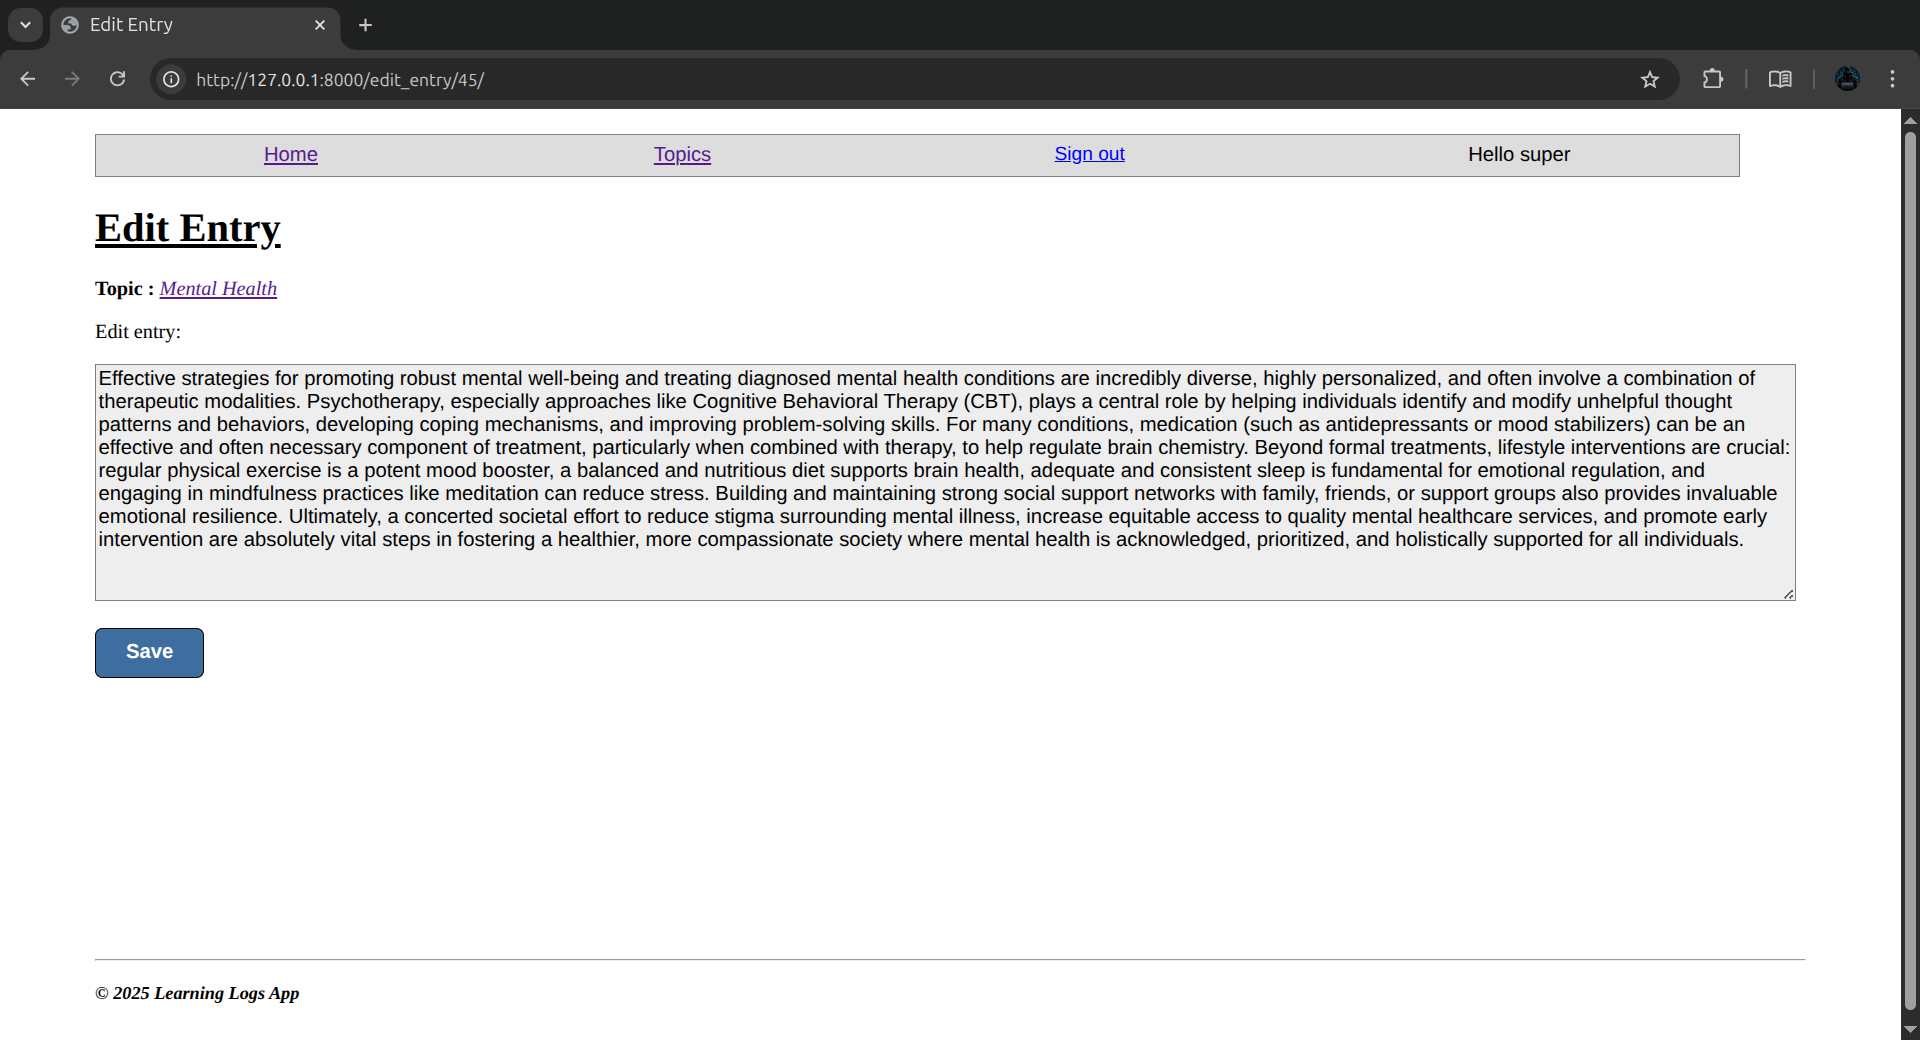 Edit Entry
http://127.0.0.1:8000/edit_entry/45/
Home Topics Sign out Hello super
Edit Entry
Topic : Mental Health
Edit entry:
Effective strategies for promoting robust mental well-being and treating diagnosed mental health conditions are incredibly diverse, highly personalized, and often involve a combination of
therapeutic modalities. Psychotherapy, especially approaches like Cognitive Behavioral Therapy (CBT), plays a central role by helping individuals identify and modify unhelpful thought
patterns and behaviors, developing coping mechanisms, and improving problem-solving skills. For many conditions, medication (such as antidepressants or mood stabilizers) can be an
effective and often necessary component of treatment, particularly when combined with therapy, to help regulate brain chemistry. Beyond formal treatments, lifestyle interventions are crucial:
regular physical exercise is a potent mood booster, a balanced and nutritious diet supports brain health, adequate and consistent sleep is fundamental for emotional regulation, and
engaging in mindfulness practices like meditation can reduce stress. Building and maintaining strong social support networks with family, friends, or support groups also provides invaluable
emotional resilience. Ultimately, a concerted societal effort to reduce stigma surrounding mental illness, increase equitable access to quality mental healthcare services, and promote early
intervention are absolutely vital steps in fostering a healthier, more compassionate society where mental health is acknowledged, prioritized, and holistically supported for all individuals.
Save
© 2025 Learning Logs App